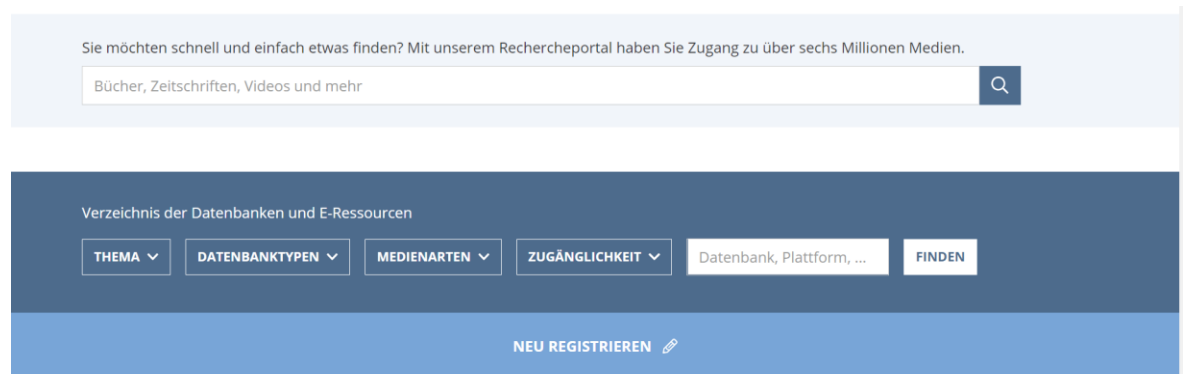 Sie möchten schnell und einfach etwas finden? Mit unserem Rechercheportal haben Sie Zugang zu über sechs Millionen Medien.
Bücher, Zeitschriften, Videos und mehr
Verzeichnis der Datenbanken und E-Ressourcen
THEMA DATENBANKTYPEN MEDIENARTEN ZUGÄNGLICHKEIT Datenbank, Plattform, ... FINDEN
NEU REGISTRIEREN